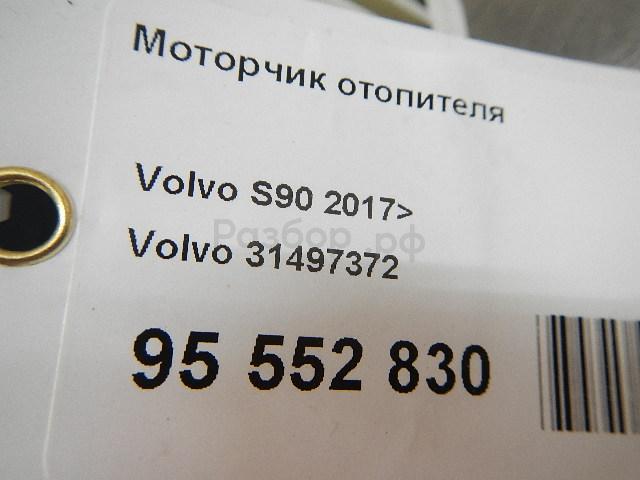 Моторчик отопителя
Volvo S90 2017>
Разбор.рф
Volvo 31497372
95 552 830